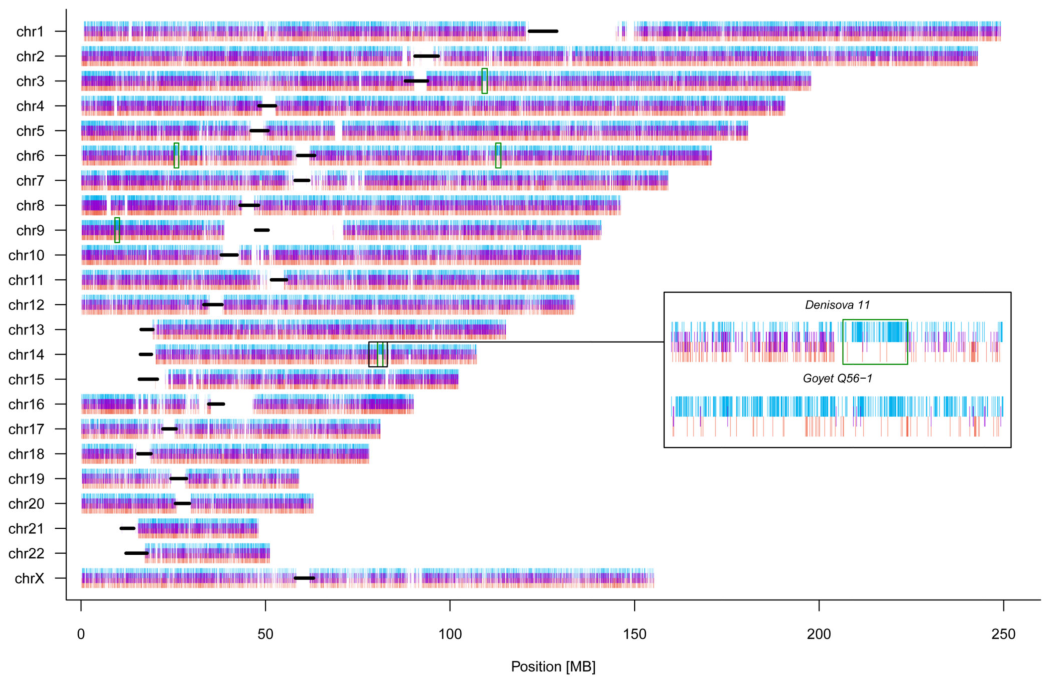 chr1
chr2
chr3
chr4
chr5
chr6
chr7
chr8
chr9
chr10
chr11
chr12
Denisova 11
chr13
chr14
chr15
Goyet Q56−1
chr16
chr17
chr18
chr19
chr20
chr21
chr22
chrX
0 50 100 150 200 250
Position [MB]